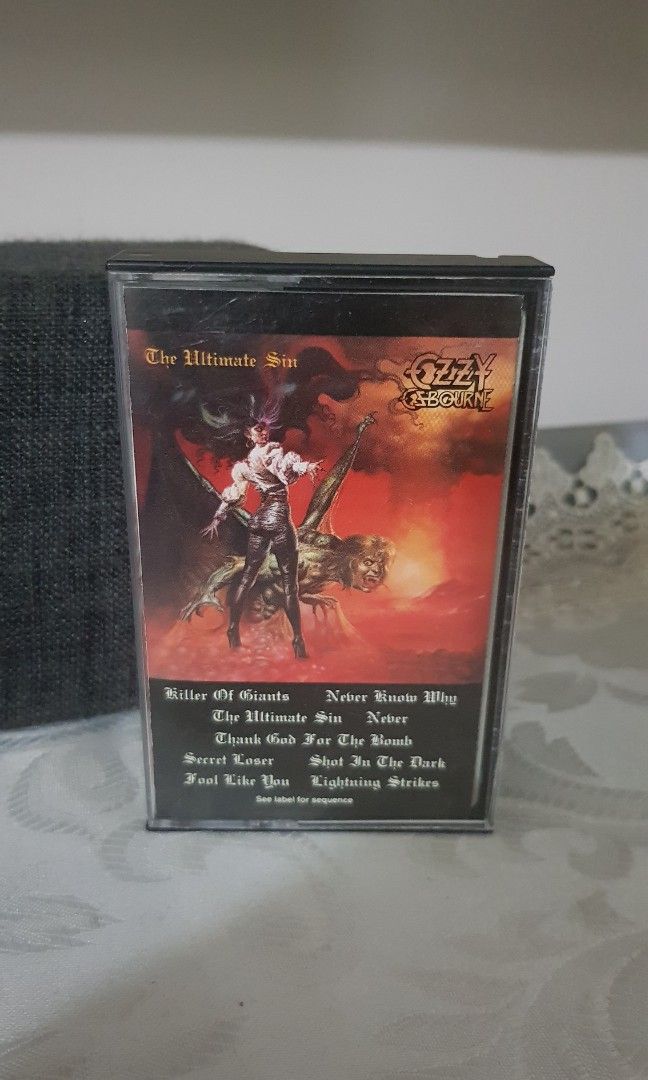 The Ultimate Sin
OZZY
OSBOURNE
Killer Of Giants Never Know Why
The Ultimate Sin Never
Thank God For The Bomb
Secret Loser Shot In The Dark
Fool Like You Lightning Strikes
See label for sequence